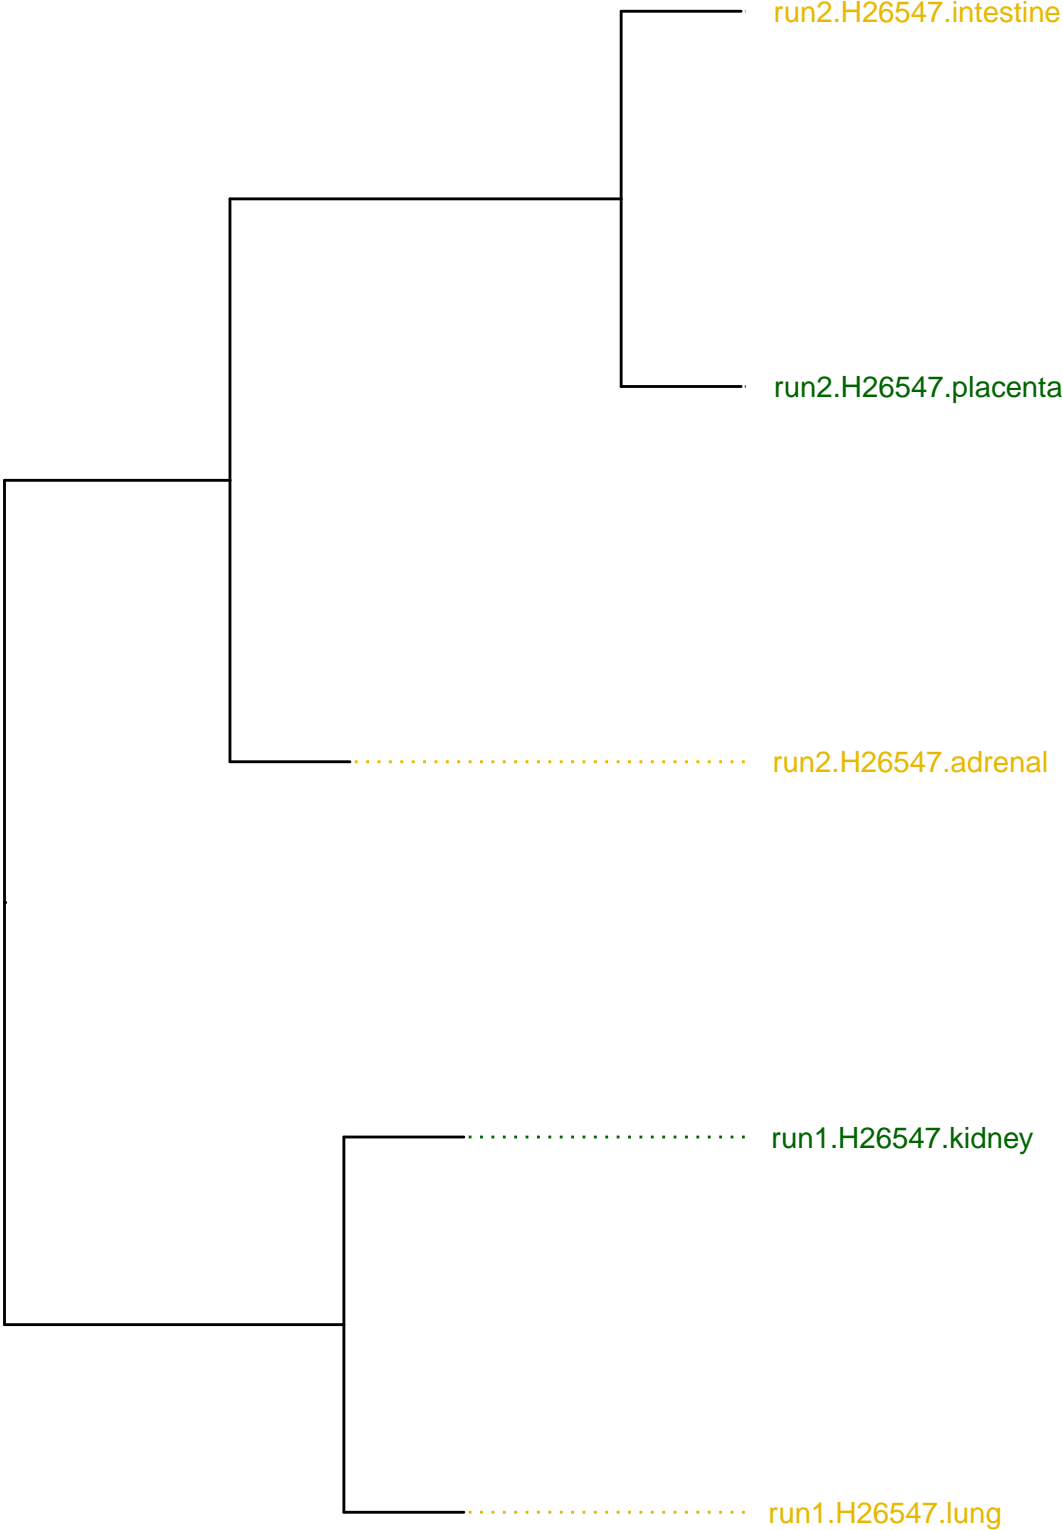 run2.H26547.intestine
run2.H26547.placenta
run2.H26547.adrenal
run1.H26547.kidney
run1.H26547.lung